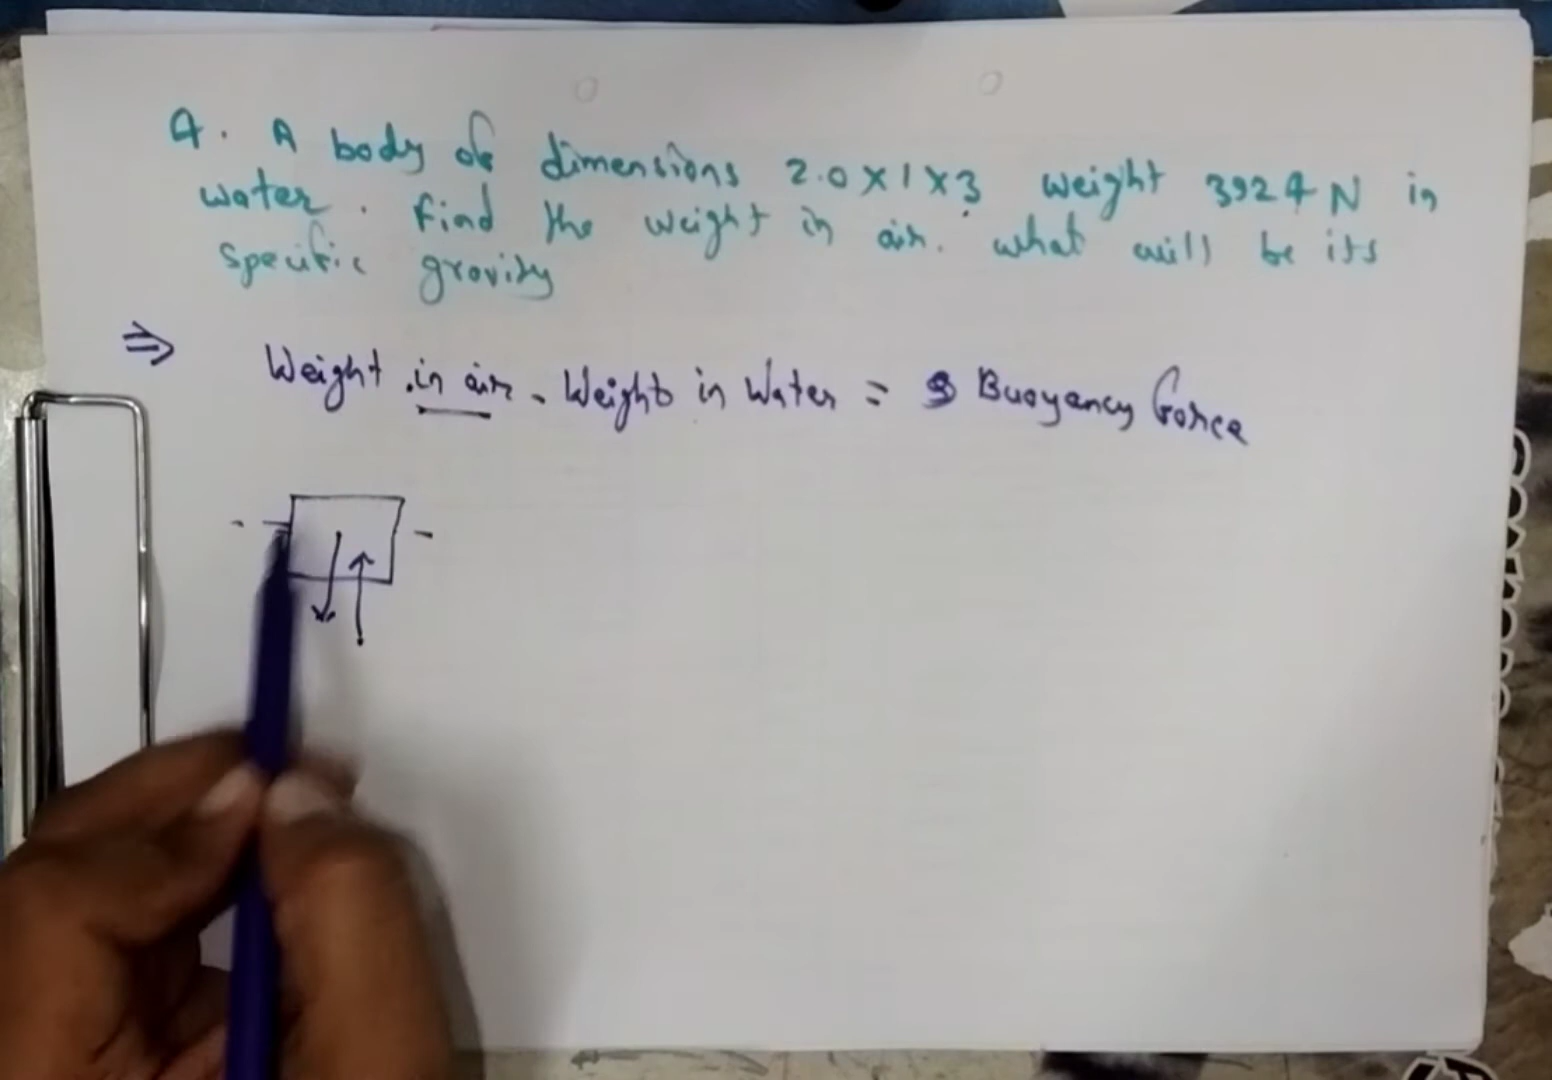 Q. A body of dimensions 2.0 x 1 x 3 weight 3924 N in
water. find the weight in air. what will be its
specific gravity
⇒ Weight in air - Weight in Water = Buoyancy force